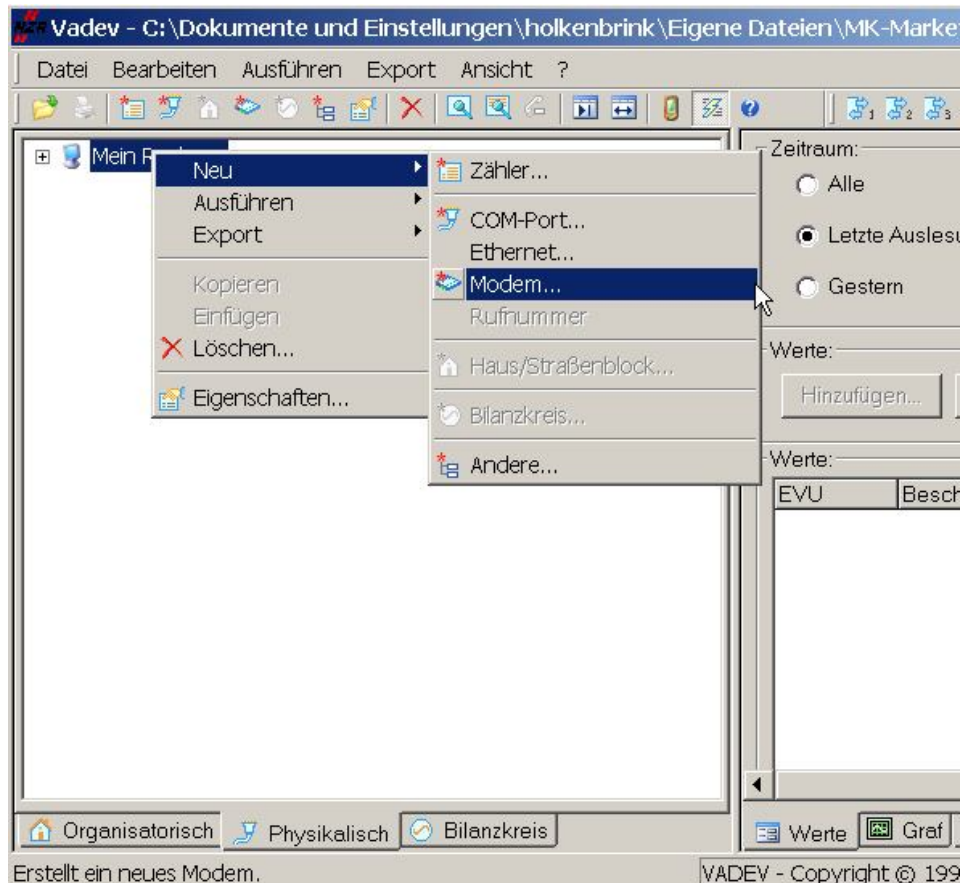 Vadev - C:\Dokumente und Einstellungen\holkenbrink\Eigene Dateien\MK-Marke
Datei Bearbeiten Ausführen Export Ansicht ?
Mein
Neu
Ausführen
Export
Kopieren
Einfügen
Löschen...
Eigenschaften...
Zähler...
COM-Port...
Ethernet...
Modem...
Rufnummer
Haus/Straßenblock...
Bilanzkreis...
Andere...
Zeitraum:
Alle
Letzte Auslesu
Gestern
Werte:
Hinzufügen...
Werte:
EVU Besch
Organisatorisch Physikalisch Bilanzkreis
Werte Graf
Erstellt ein neues Modem.
VADEV - Copyright © 199